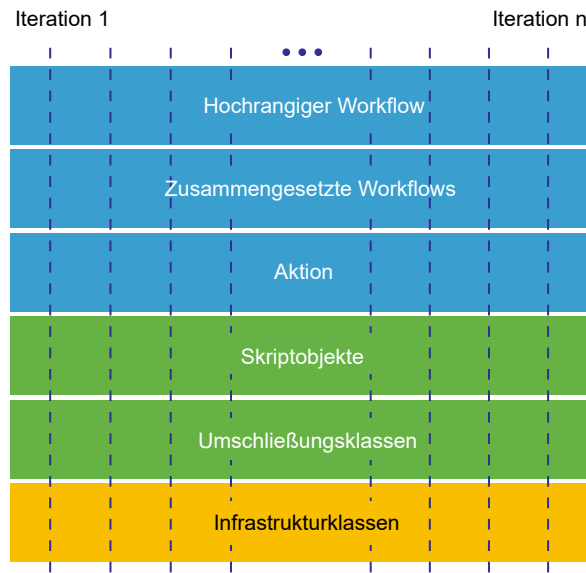 Iteration 1
Iteration n
...
Hochrangiger Workflow
Zusammengesetzte Workflows
Aktion
Skriptobjekte
Umschließungsklassen
Infrastrukturklassen